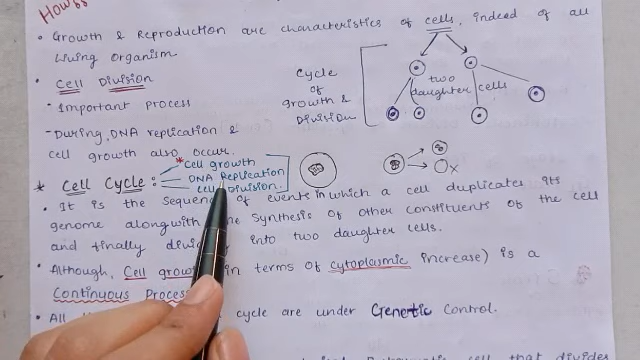 • Growth & Reproduction are characteristics of cells, indeed of all
living organism
• Cell Division
- Important process
- During, DNA replication &
cell growth also occur.
Cycle
of
growth &
Division
two
daughter cells
* Cell Cycle :
* Cell growth
DNA Replication
Cell Division.
x
• It is the sequence of events in which a cell duplicates its
genome alongwith the synthesis of other constituents of the cell
and finally into two daughter cells.
• Although, Cell growth in terms of cytoplasmic increase) is a
Continuous Process
• All cycle are under Genetic Control.
cell that divides